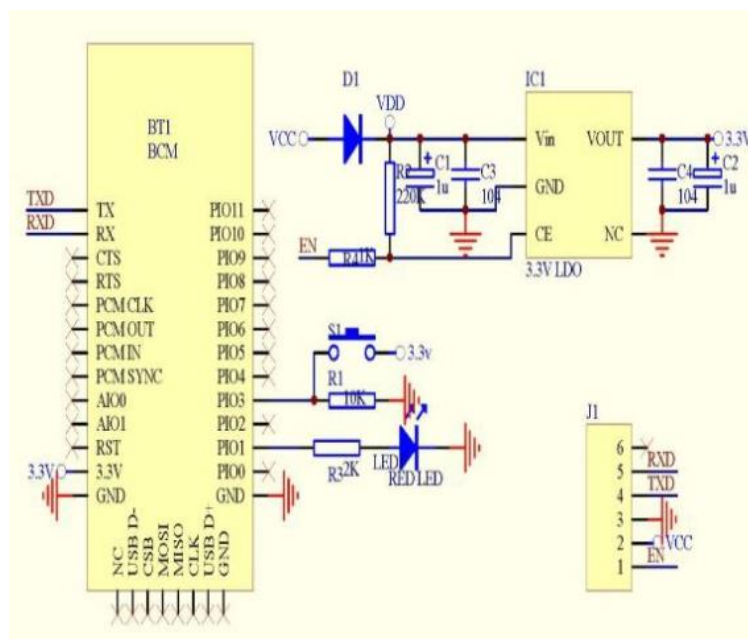 BT1
BCM
TXD
RXD
TX
RX
CTS
RTS
PCM CLK
PCM OUT
PCM IN
PCM SYNC
AIO0
AIO1
RST
3.3V
3.3V
GND
PIO11
PIO10
PIO9
PIO8
PIO7
PIO6
PIO5
PIO4
PIO3
PIO2
PIO1
PIO0
GND
NC
USB D-
CSB
MOSI
MISO
CLK
USB D+
GND
D1
VCC
VDD
R2
220K
C1
1u
C3
104
EN
R4
1K
IC1
Vin
VOUT
GND
CE
NC
3.3V LDO
3.3V
C4
104
C2
1u
S1
3.3v
R1
10K
R3
2K
LED
RED LED
J1
6
5
RXD
4
TXD
3
2
VCC
1
EN